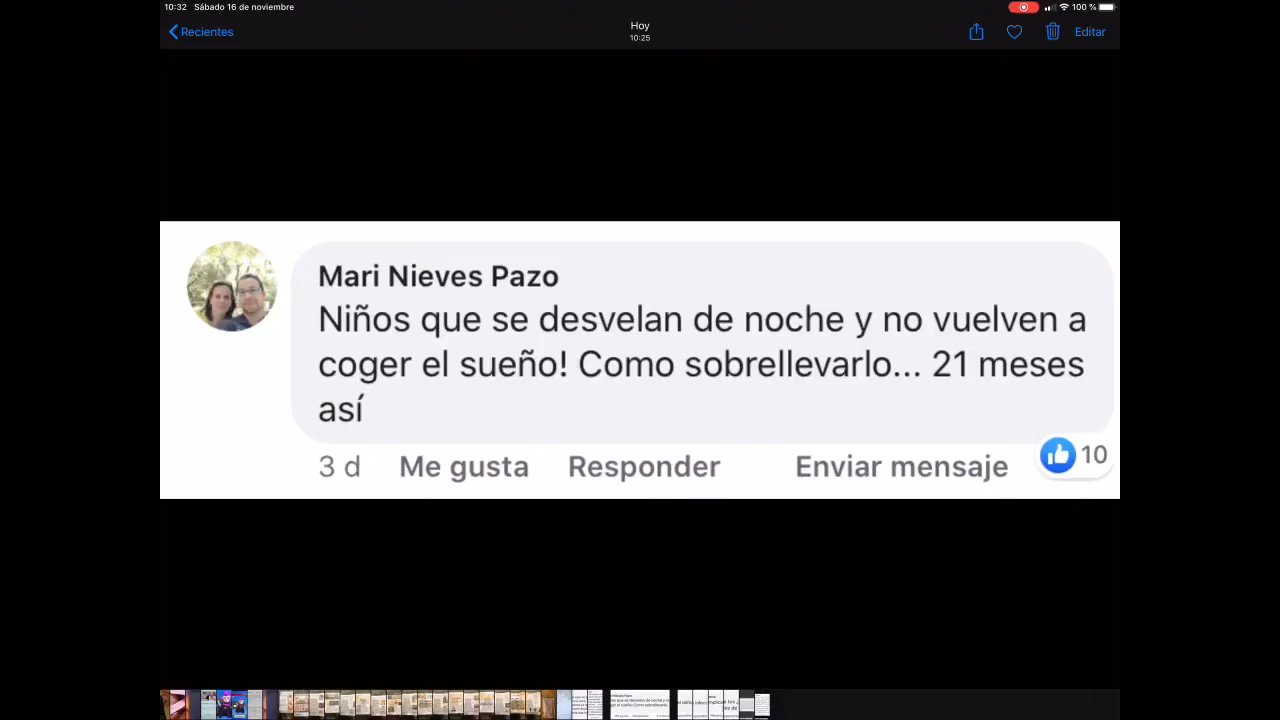 10:32 Sábado 16 de noviembre
100 %
Recientes
Hoy
10:25
Editar
Mari Nieves Pazo
Niños que se desvelan de noche y no vuelven a
coger el sueño! Como sobrellevarlo... 21 meses
así
3 d Me gusta Responder Enviar mensaje 10